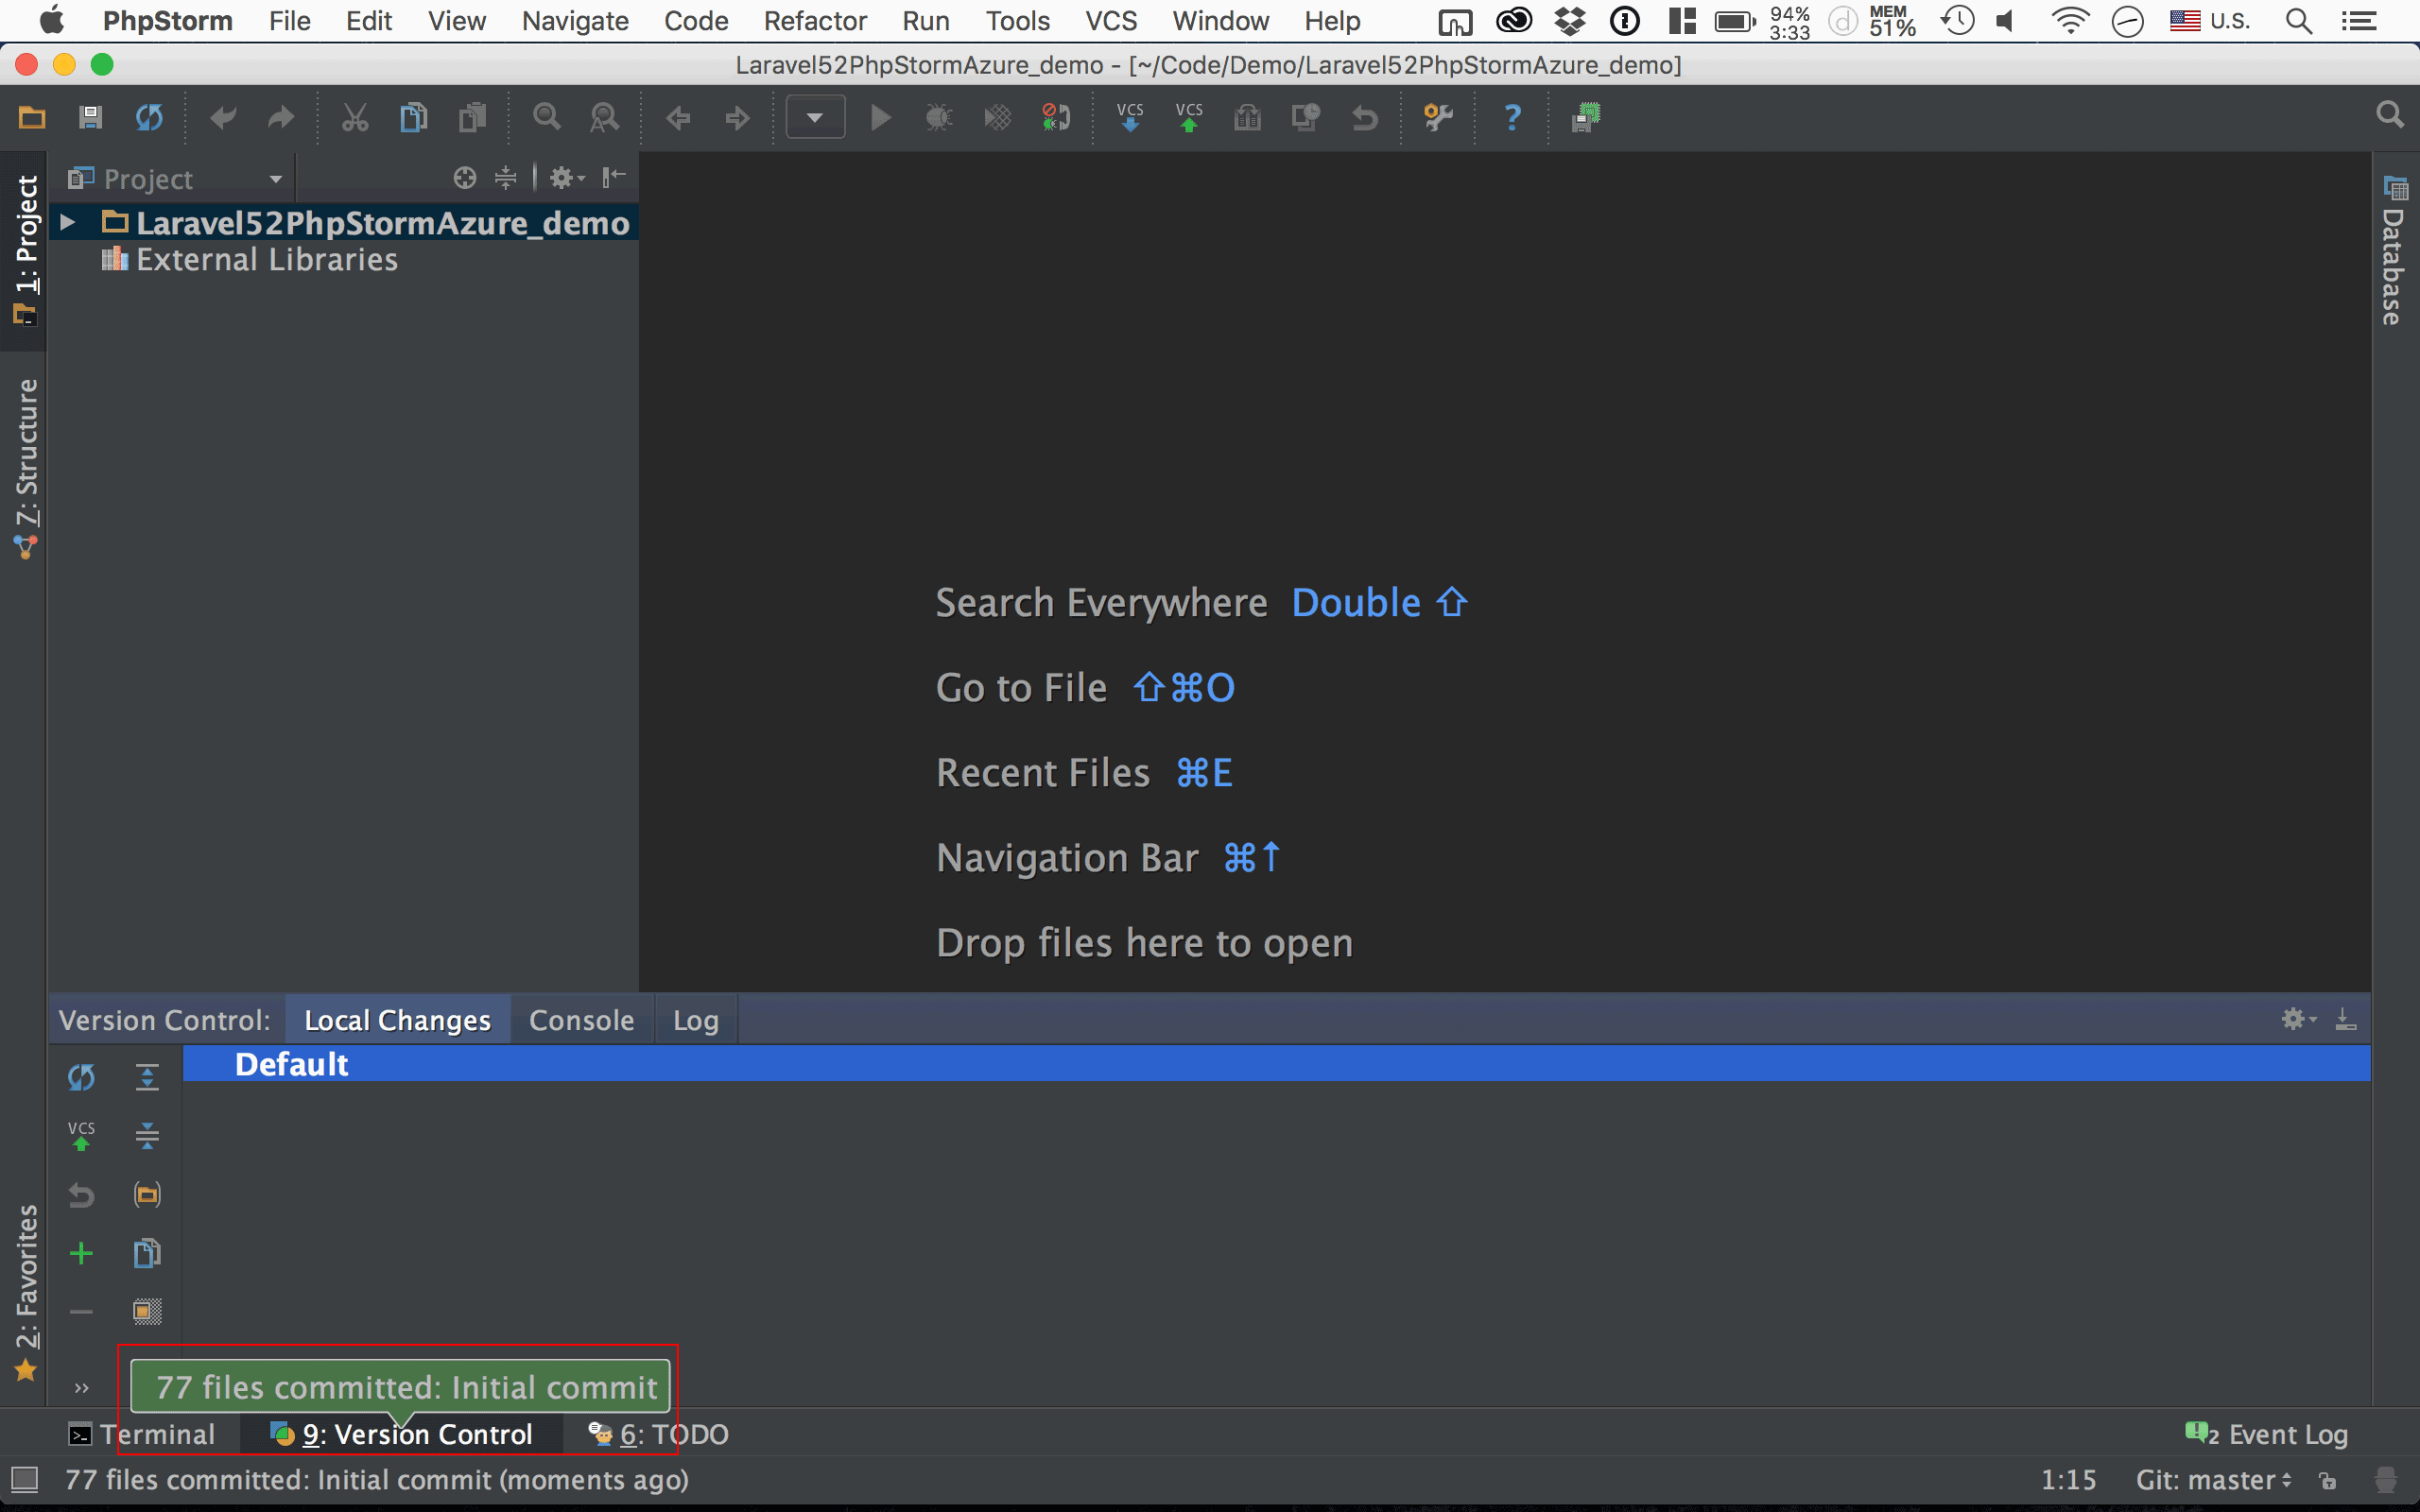 PhpStorm File Edit View Navigate Code Refactor Run Tools VCS Window Help 94% 3:33 MEM 51% U.S.
Laravel52PhpStormAzure_demo - [~/Code/Demo/Laravel52PhpStormAzure_demo]
VCS VCS ?
Project
Laravel52PhpStormAzure_demo
External Libraries
1: Project
7: Structure
2: Favorites
Database
Search Everywhere Double ⇧
Go to File ⇧⌘O
Recent Files ⌘E
Navigation Bar ⌘↑
Drop files here to open
Version Control: Local Changes Console Log
Default
VCS
77 files committed: Initial commit
Terminal 9: Version Control 6: TODO 2 Event Log
77 files committed: Initial commit (moments ago) 1:15 Git: master